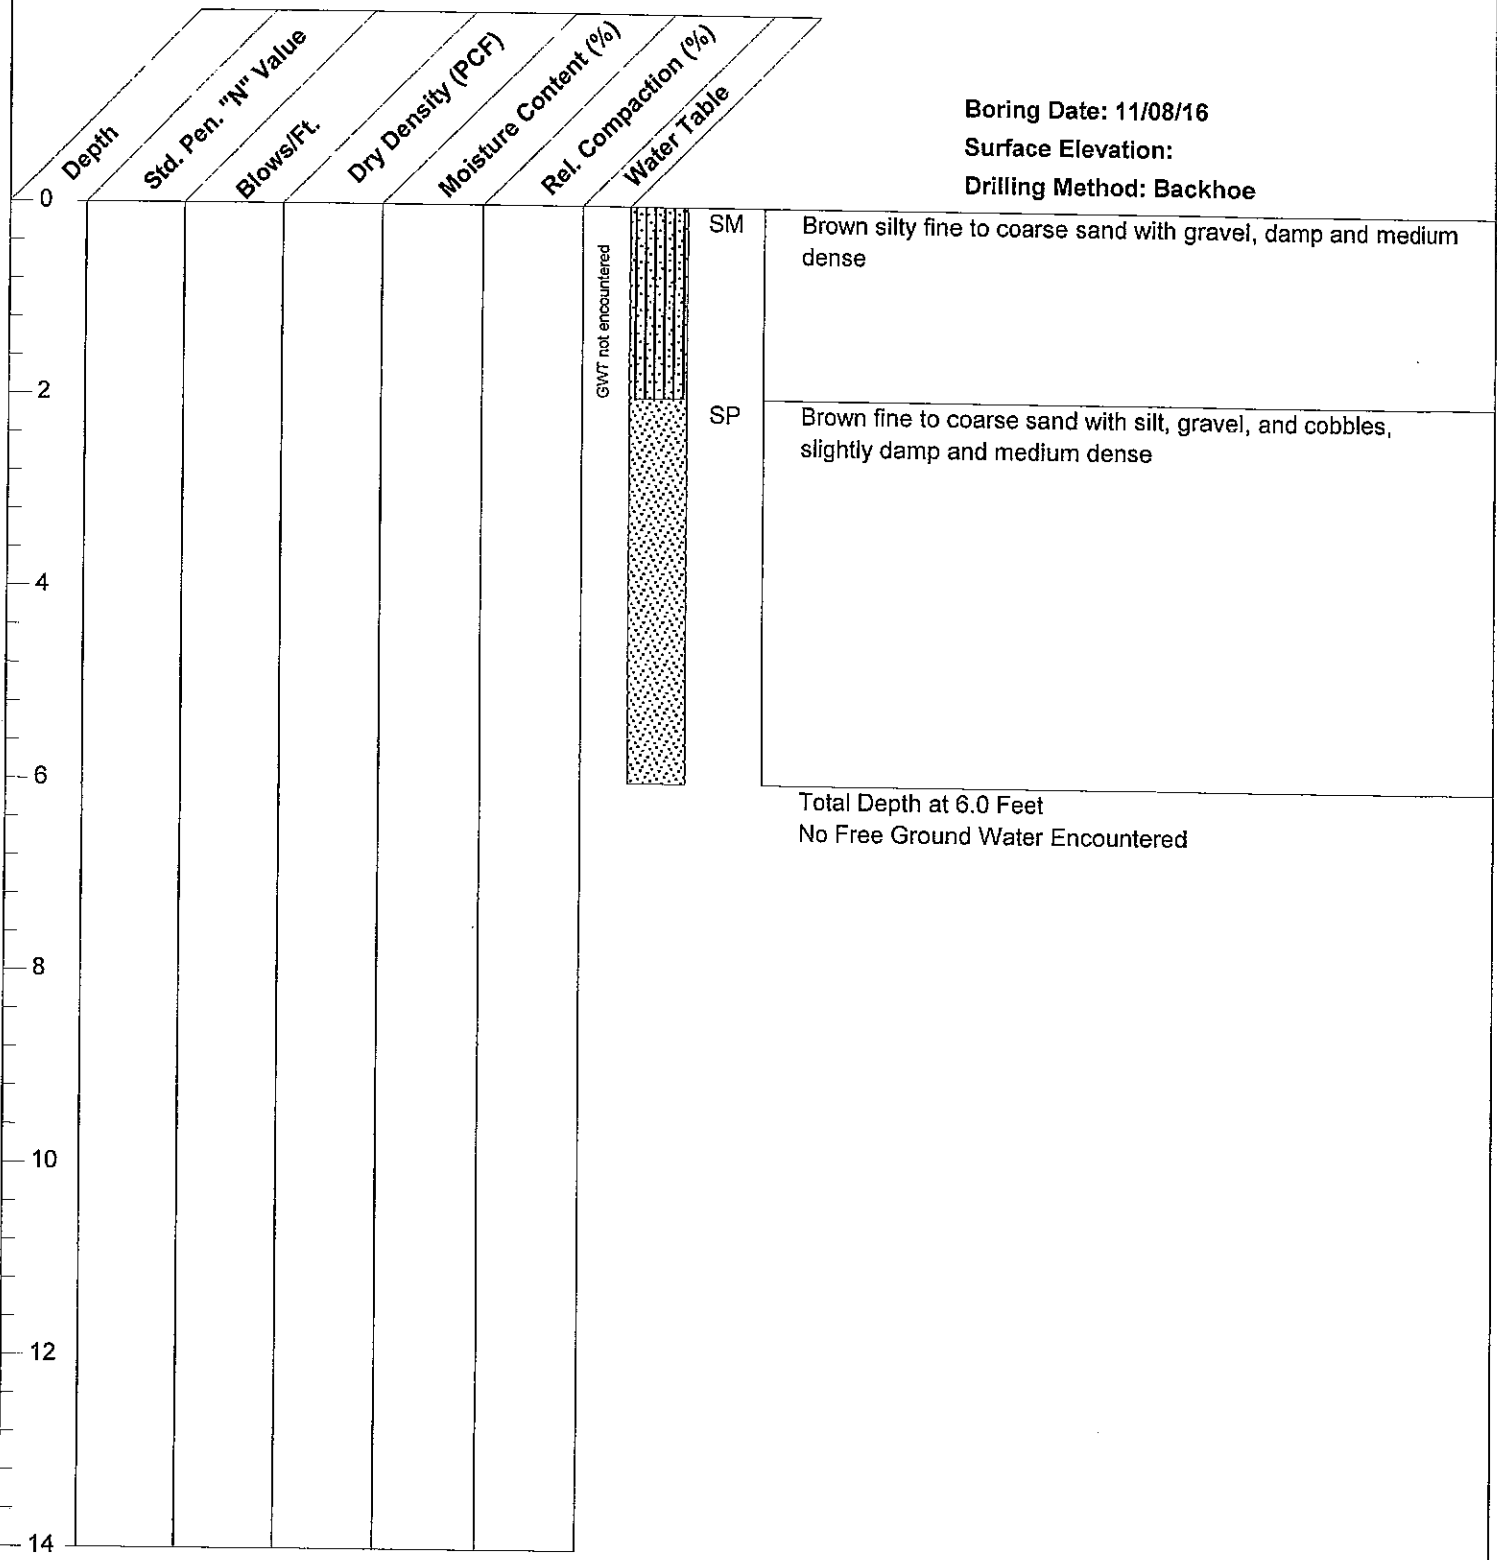 Depth
Std. Pen. "N" Value
Blows/Ft.
Dry Density (PCF)
Moisture Content (%)
Rel. Compaction (%)
Water Table
Boring Date: 11/08/16
Surface Elevation:
Drilling Method: Backhoe
0
GWT not encountered
SM
Brown silty fine to coarse sand with gravel, damp and medium
dense
2
SP
Brown fine to coarse sand with silt, gravel, and cobbles,
slightly damp and medium dense
4
6
Total Depth at 6.0 Feet
No Free Ground Water Encountered
8
10
12
14